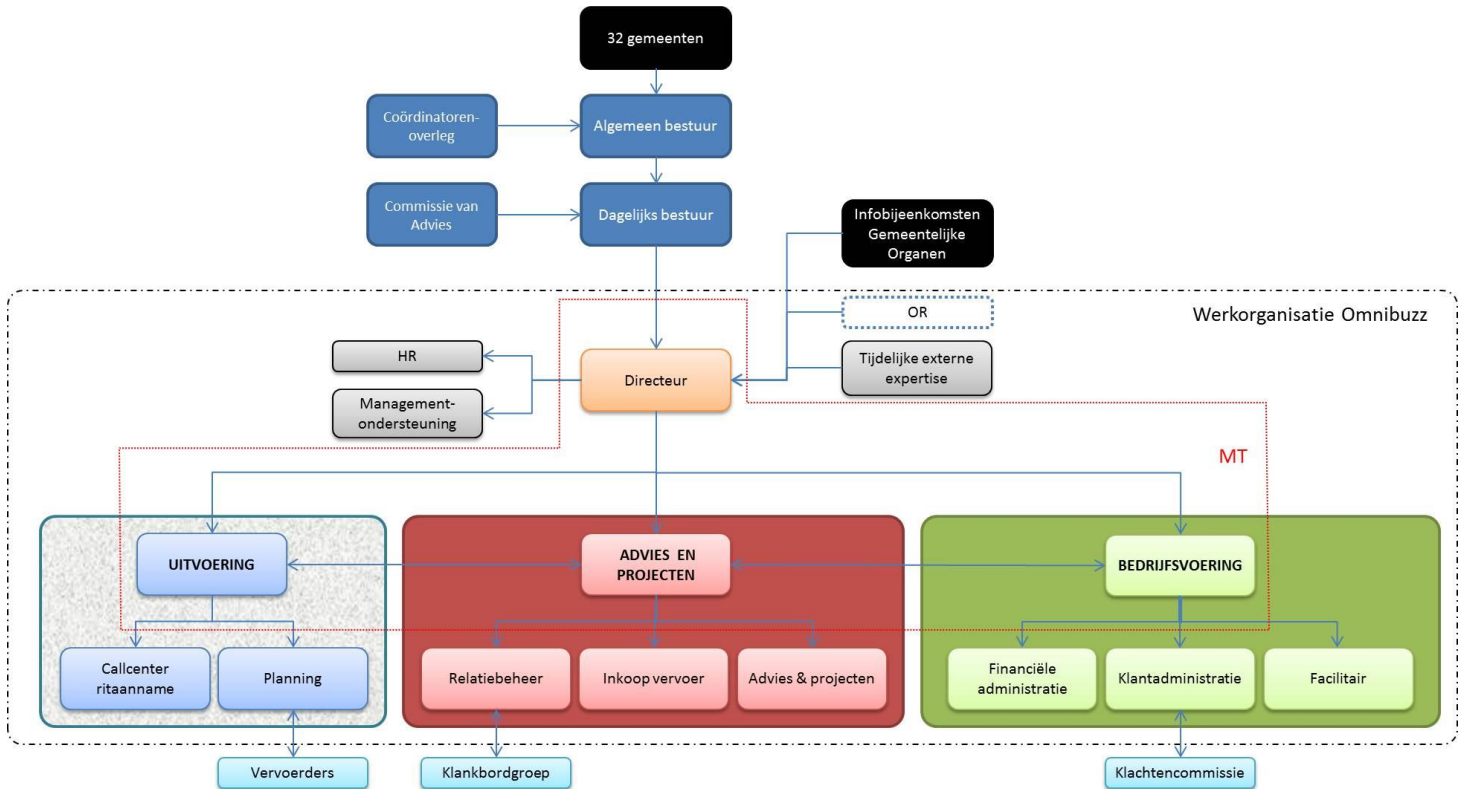 32 gemeenten
Coördinatoren-
overleg
Algemeen bestuur
Commissie van
Advies
Dagelijks bestuur
Infobijeenkomsten
Gemeentelijke
Organen
Werkorganisatie Omnibuzz
OR
HR
Directeur
Tijdelijke externe
expertise
Management-
ondersteuning
MT
UITVOERING
ADVIES EN
PROJECTEN
BEDRIJFSVOERING
Callcenter
ritaanname
Planning
Relatiebeheer
Inkoop vervoer
Advies & projecten
Financiële
administratie
Klantadministratie
Facilitair
Vervoerders
Klankbordgroep
Klachtencommissie